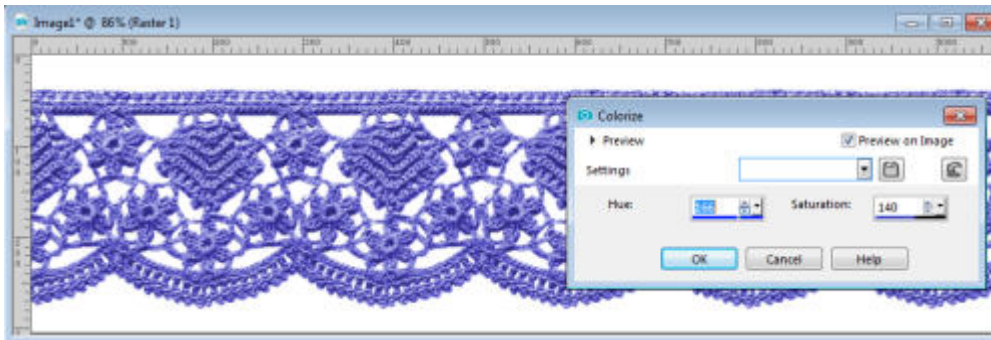 Image1* @ 86% (Raster 1)
Colorize
Preview
Preview on Image
Settings
Hue:
Saturation: 140
OK Cancel Help